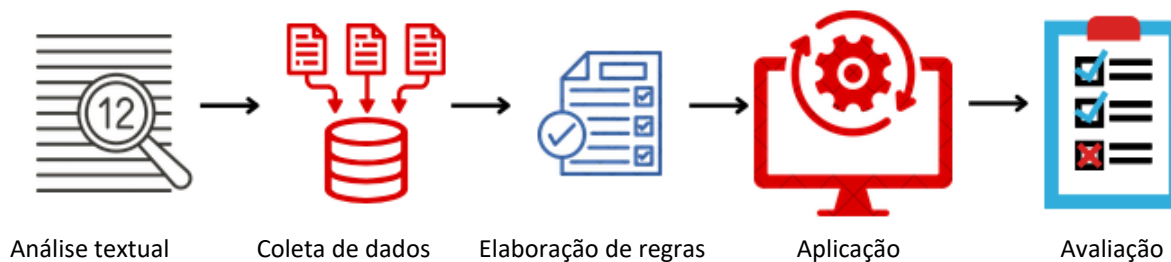 12
Análise textual
Coleta de dados
Elaboração de regras
Aplicação
Avaliação